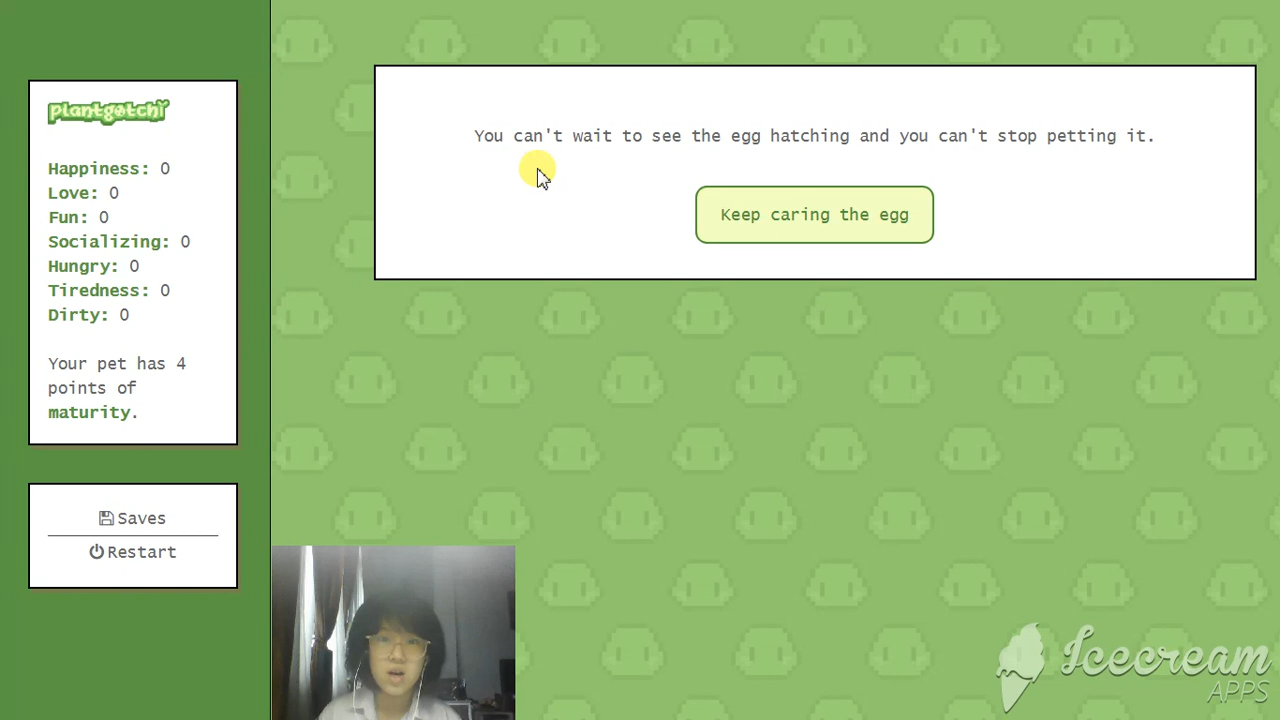 plantgotchi
Happiness: 0
Love: 0
Fun: 0
Socializing: 0
Hungry: 0
Tiredness: 0
Dirty: 0
Your pet has 4
points of
maturity.
Saves
Restart
You can't wait to see the egg hatching and you can't stop petting it.
Keep caring the egg
Icecream
APPS